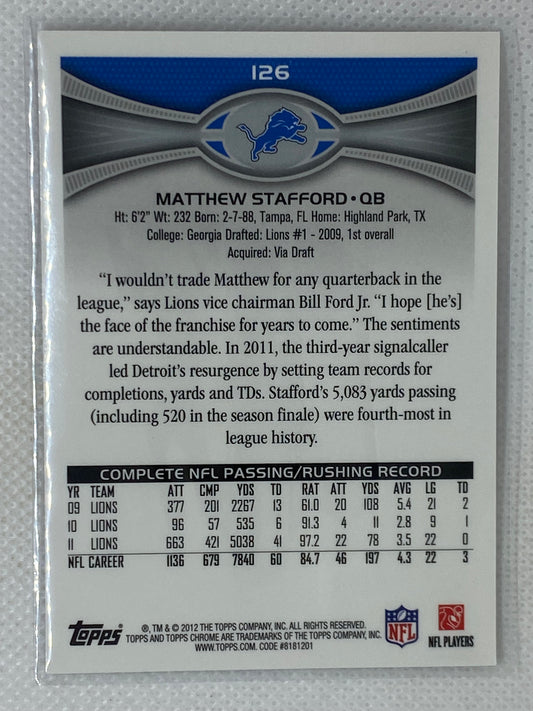 126
MATTHEW STAFFORD • QB
Ht: 6'2" Wt: 232 Born: 2-7-88, Tampa, FL Home: Highland Park, TX
College: Georgia Drafted: Lions #1 - 2009, 1st overall
Acquired: Via Draft
“I wouldn’t trade Matthew for any quarterback in the
league,” says Lions vice chairman Bill Ford Jr. “I hope [he’s]
the face of the franchise for years to come.” The sentiments
are understandable. In 2011, the third-year signalcaller
led Detroit’s resurgence by setting team records for
completions, yards and TDs. Stafford’s 5,083 yards passing
(including 520 in the season finale) were fourth-most in
league history.
COMPLETE NFL PASSING/RUSHING RECORD
YR TEAM ATT CMP YDS TD RAT ATT YDS AVG LG TD
09 LIONS 377 201 2267 13 61.0 20 108 5.4 21 2
10 LIONS 96 57 535 6 91.3 4 11 2.8 9 1
11 LIONS 663 421 5038 41 97.2 22 78 3.5 22 0
NFL CAREER 1136 679 7840 60 84.7 46 197 4.3 22 3
Topps
®, TM & © 2012 THE TOPPS COMPANY, INC. ALL RIGHTS RESERVED.
TOPPS AND TOPPS CHROME ARE TRADEMARKS OF THE TOPPS COMPANY, INC.
WWW.TOPPS.COM. CODE #8181201
NFL
NFL PLAYERS